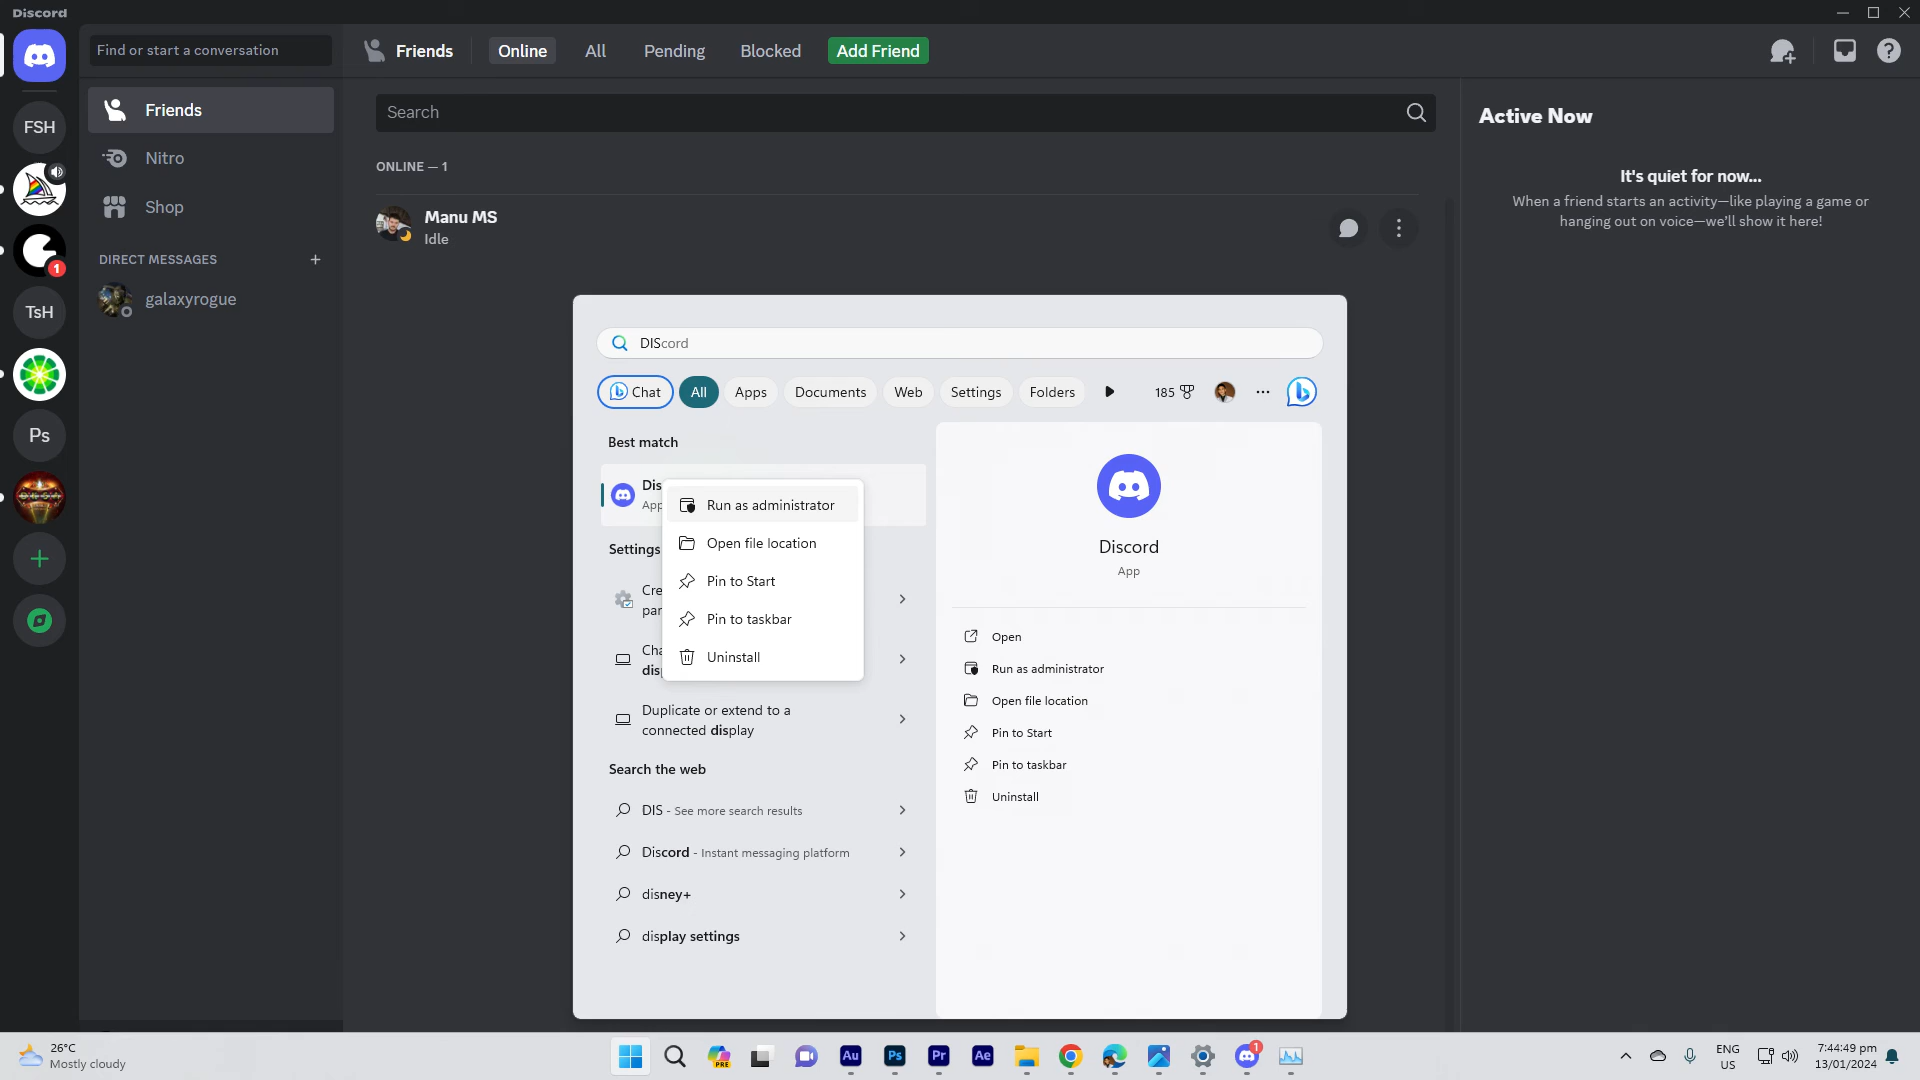 Discord
Find or start a conversation
Friends
Online
All
Pending
Blocked
Add Friend
FSH
TsH
Ps
1
Friends
Nitro
Shop
DIRECT MESSAGES
galaxyrogue
Search
ONLINE — 1
Manu MS
Idle
Active Now
It's quiet for now...
When a friend starts an activity—like playing a game or
hanging out on voice—we'll show it here!
DIScord
Chat
All
Apps
Documents
Web
Settings
Folders
185
Best match
Dis
App
Settings
Cre
par
Cha
disp
Duplicate or extend to a
connected display
Search the web
DIS - See more search results
Discord - Instant messaging platform
disney+
display settings
Run as administrator
Open file location
Pin to Start
Pin to taskbar
Uninstall
Discord
App
Open
Run as administrator
Open file location
Pin to Start
Pin to taskbar
Uninstall
26°C
Mostly cloudy
PRE
Au
Ps
Pr
Ae
1
ENG
US
7:44:49 pm
13/01/2024